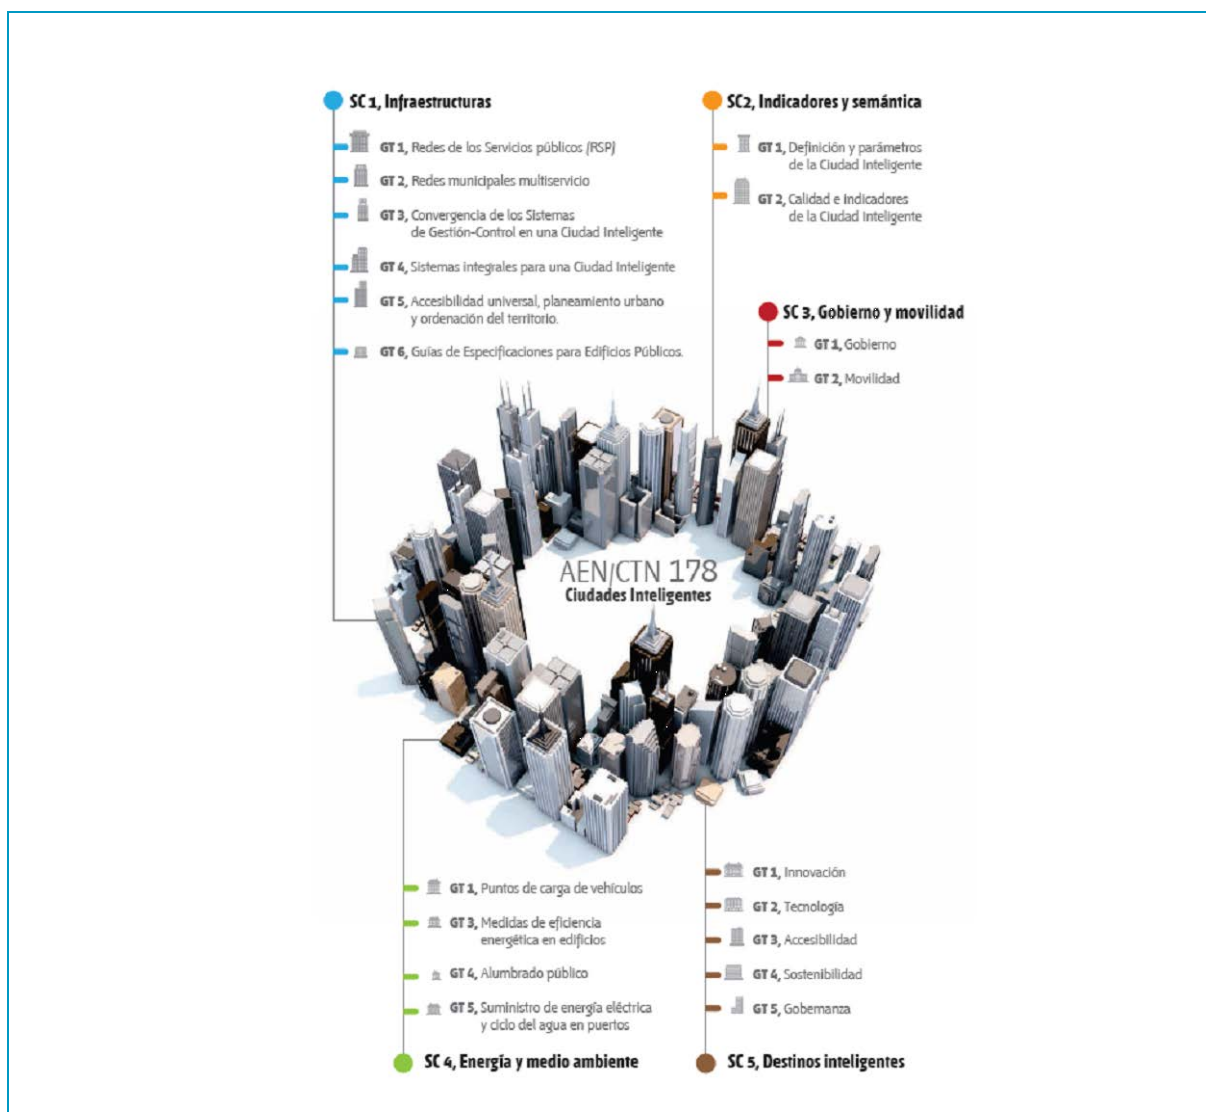 SC 1, Infraestructuras
GT 1, Redes de los Servicios públicos (RSP)
GT 2, Redes municipales multiservicio
GT 3, Convergencia de los Sistemas
de Gestión-Control en una Ciudad Inteligente
GT 4, Sistemas integrales para una Ciudad Inteligente
GT 5, Accesibilidad universal, planeamiento urbano
y ordenación del territorio.
GT 6, Guías de Especificaciones para Edificios Públicos.
SC2, Indicadores y semántica
GT 1, Definición y parámetros
de la Ciudad Inteligente
GT 2, Calidad e Indicadores
de la Ciudad Inteligente
SC 3, Gobierno y movilidad
GT 1, Gobierno
GT 2, Movilidad
AEN/CTN 178
Ciudades Inteligentes
GT 1, Puntos de carga de vehículos
GT 3, Medidas de eficiencia
energética en edificios
GT 4, Alumbrado público
GT 5, Suministro de energía eléctrica
y ciclo del agua en puertos
SC 4, Energía y medio ambiente
GT 1, Innovación
GT 2, Tecnología
GT 3, Accesibilidad
GT 4, Sostenibilidad
GT 5, Gobernanza
SC 5, Destinos inteligentes